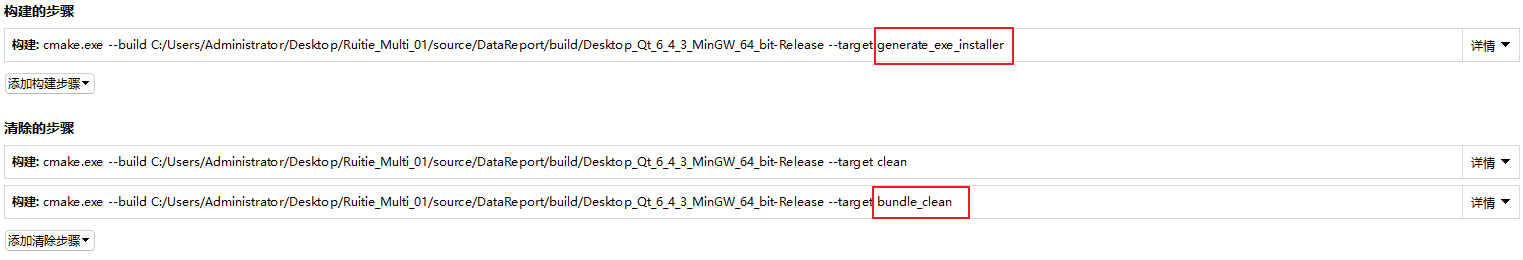 构建的步骤
构建: cmake.exe --build C:/Users/Administrator/Desktop/Ruitie_Multi_01/source/DataReport/build/Desktop_Qt_6_4_3_MinGW_64_bit-Release --target generate_exe_installer 详情
添加构建步骤
清除的步骤
构建: cmake.exe --build C:/Users/Administrator/Desktop/Ruitie_Multi_01/source/DataReport/build/Desktop_Qt_6_4_3_MinGW_64_bit-Release --target clean 详情
构建: cmake.exe --build C:/Users/Administrator/Desktop/Ruitie_Multi_01/source/DataReport/build/Desktop_Qt_6_4_3_MinGW_64_bit-Release --target bundle_clean 详情
添加清除步骤